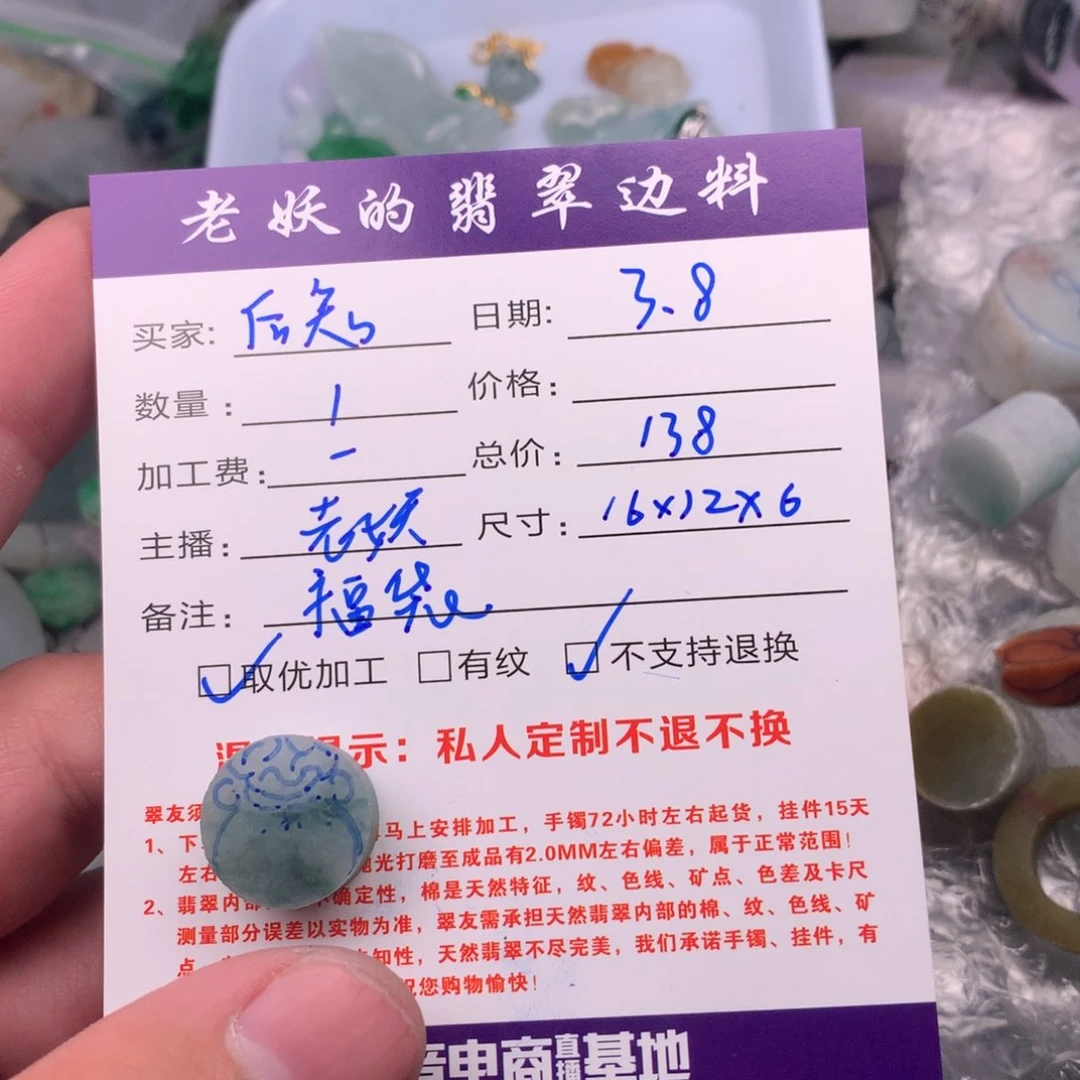 老妖的翡翠边料
买家: 后知 日期: 3.8
数量: 1 价格:
加工费: - 总价: 138
主播: 老妖 尺寸: 16x12x6
备注: 福袋
取优加工 有纹 不支持退换
示: 私人定制不退不换
翠友须
1、下 马上安排加工，手镯72小时左右起货，挂件15天
左右 光打磨至成品有2.0MM左右偏差，属于正常范围!
2、翡翠内部 确定性，棉是天然特征，纹、色线、矿点、色差及卡尺
测量部分误差以实物为准，翠友需承担天然翡翠内部的棉、纹、色线、矿
点 知性，天然翡翠不尽完美，我们承诺手镯、挂件，有
祝您购物愉快!
音电商直播基地